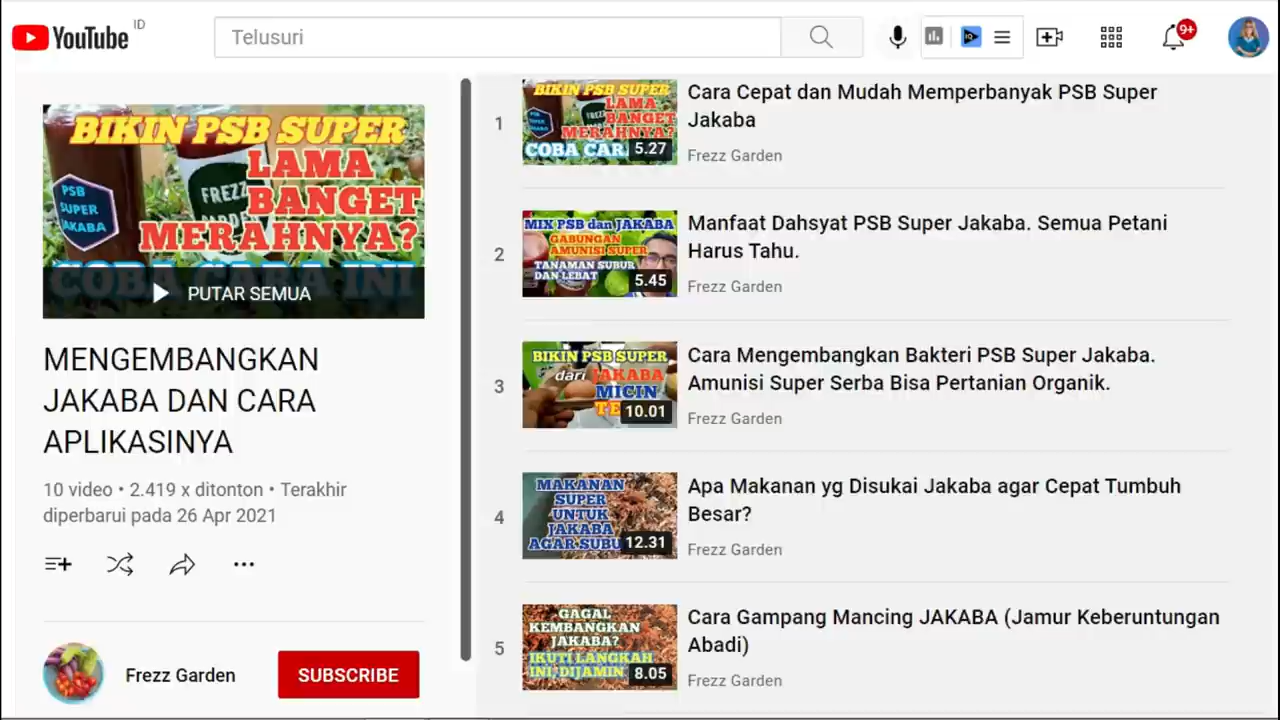 YouTube ID
Telusuri
9+
BIKIN PSB SUPER
LAMA
BANGET
MERAHNYA?
COBA CARA INI
PSB
SUPER
JAKABA
FREZZ
GARDEN
PUTAR SEMUA
MENGEMBANGKAN
JAKABA DAN CARA
APLIKASINYA
10 video • 2.419 x ditonton • Terakhir
diperbarui pada 26 Apr 2021
Frezz Garden
SUBSCRIBE
1
BIKIN PSB SUPER
LAMA
BANGET
MERAHNYA?
COBA CARA
5.27
Cara Cepat dan Mudah Memperbanyak PSB Super
Jakaba
Frezz Garden
2
MIX PSB dan JAKABA
GABUNGAN
AMUNISI SUPER
TANAMAN SUBUR
DAN LEBAT
5.45
Manfaat Dahsyat PSB Super Jakaba. Semua Petani
Harus Tahu.
Frezz Garden
3
BIKIN PSB SUPER
dari JAKABA
MICIN
TE
10.01
Cara Mengembangkan Bakteri PSB Super Jakaba.
Amunisi Super Serba Bisa Pertanian Organik.
Frezz Garden
4
MAKANAN
SUPER
UNTUK
JAKABA
AGAR SUBU
12.31
Apa Makanan yg Disukai Jakaba agar Cepat Tumbuh
Besar?
Frezz Garden
5
GAGAL
KEMBANGKAN
JAKABA?
IKUTI LANGKAH
INI, DIJAMIN
8.05
Cara Gampang Mancing JAKABA (Jamur Keberuntungan
Abadi)
Frezz Garden